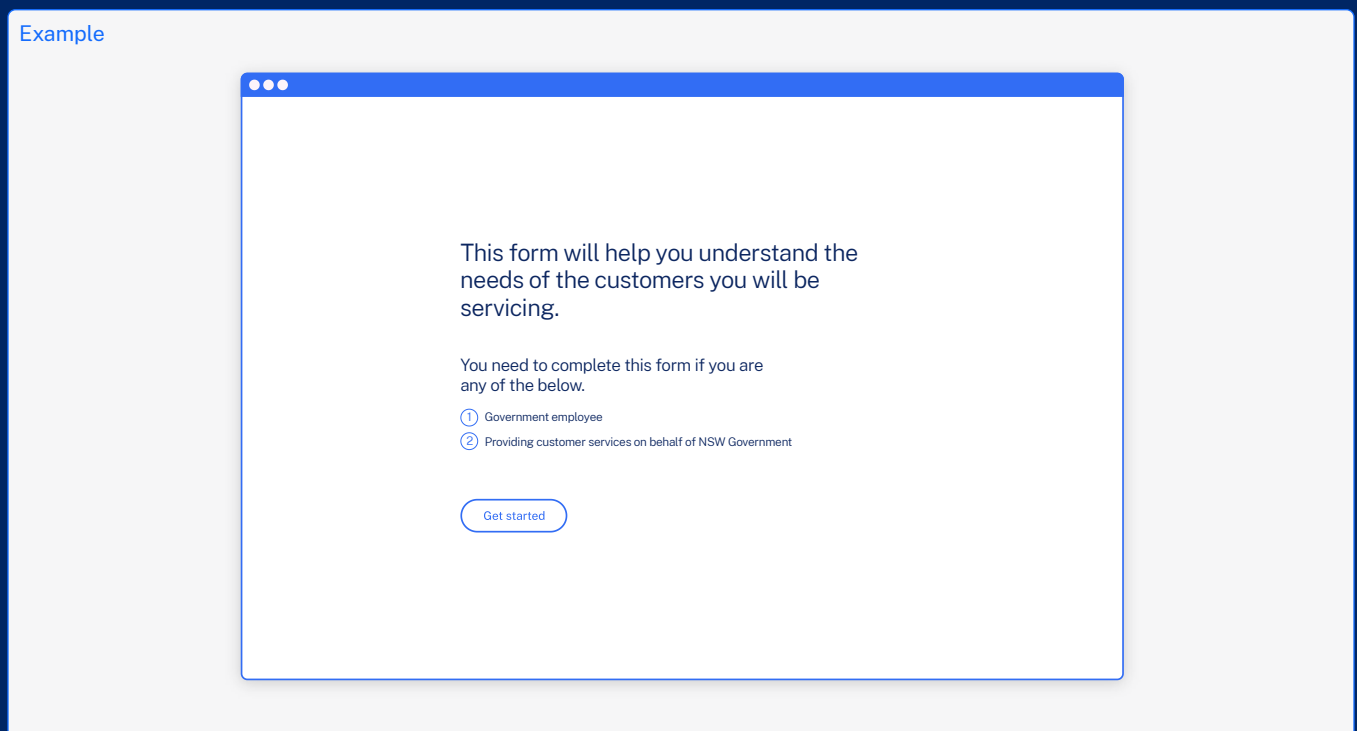 Example
This form will help you understand the
needs of the customers you will be
servicing.
You need to complete this form if you are
any of the below.
1 Government employee
2 Providing customer services on behalf of NSW Government
Get started